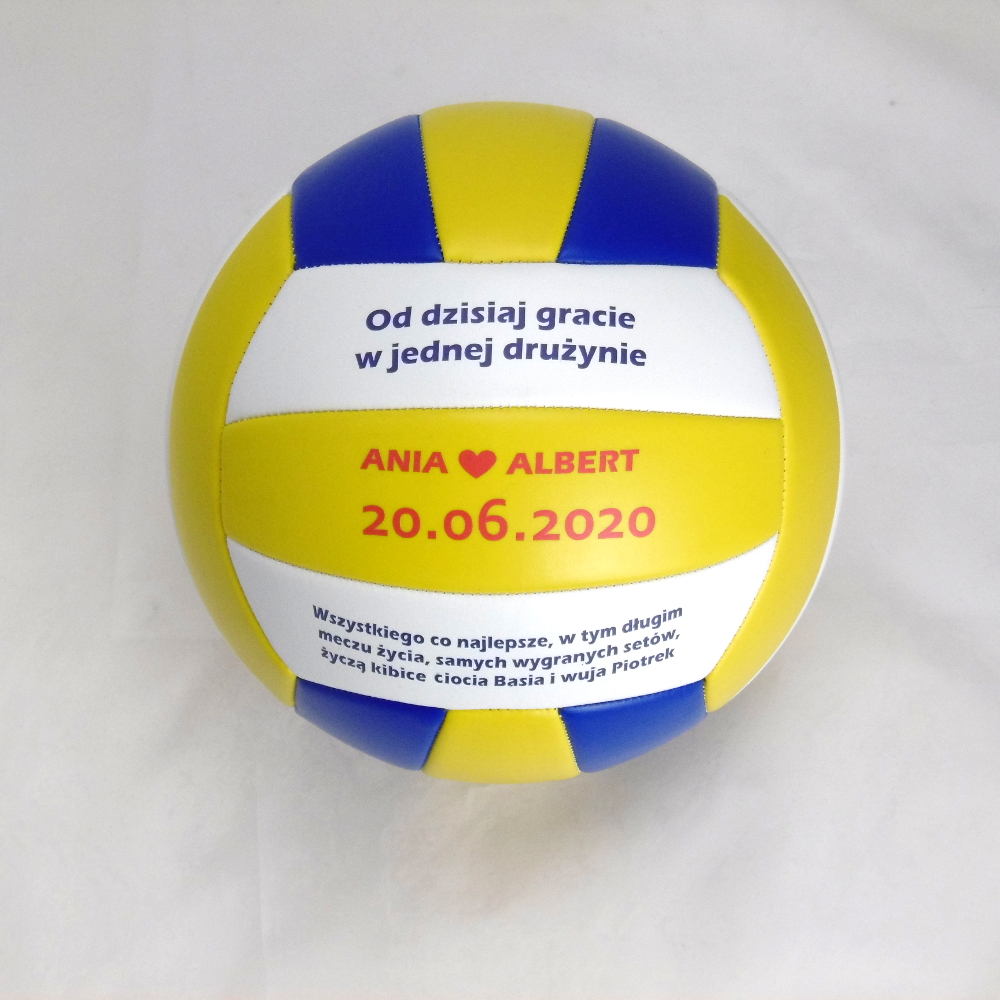 Od dzisiaj gracie
w jednej drużynie
ANIA ❤ ALBERT
20.06.2020
Wszystkiego co najlepsze, w tym długim
meczu życia, samych wygranych setów,
życzą kibice ciocia Basia i wuja Piotrek